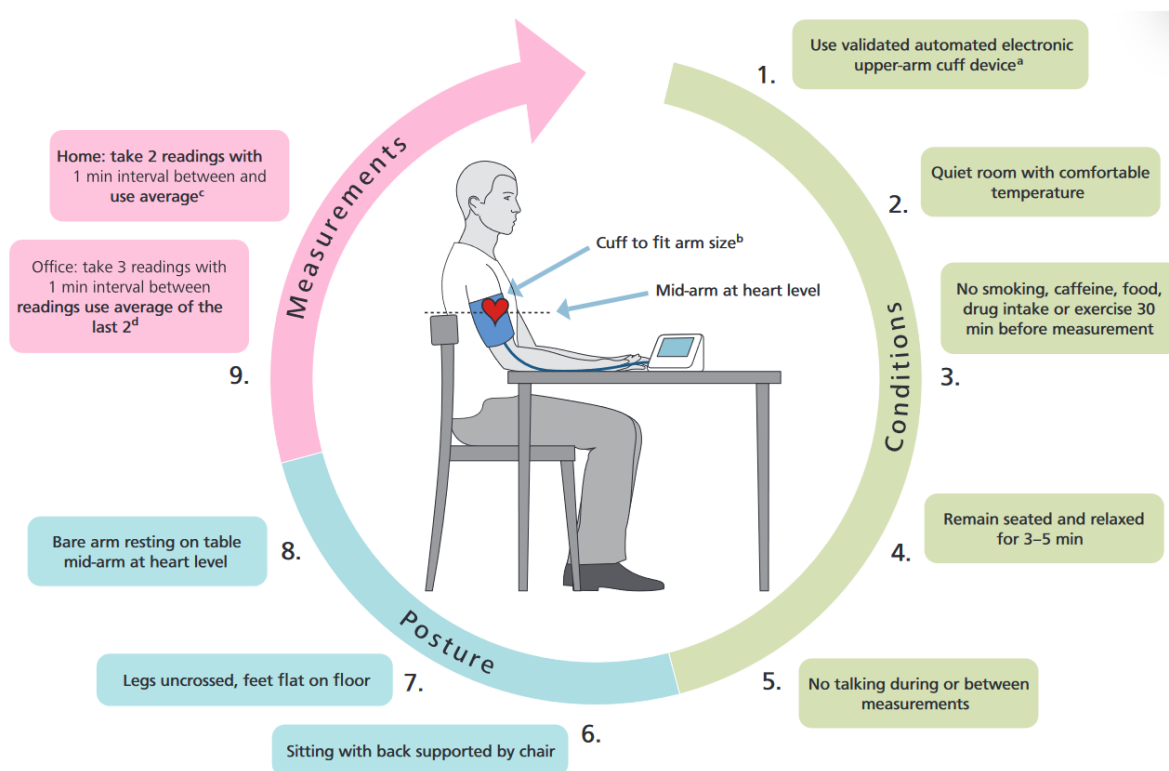 1.
Use validated automated electronic
upper-arm cuff deviceᵃ
2.
Quiet room with comfortable
temperature
No smoking, caffeine, food,
drug intake or exercise 30
min before measurement
3.
Conditions
Remain seated and relaxed
for 3–5 min
4.
5.
No talking during or between
measurements
6.
Sitting with back supported by chair
Legs uncrossed, feet flat on floor
7.
Posture
Bare arm resting on table
mid-arm at heart level
8.
Measurements
Home: take 2 readings with
1 min interval between and
use averageᶜ
Office: take 3 readings with
1 min interval between
readings use average of the
last 2ᵈ
9.
Cuff to fit arm sizeᵇ
Mid-arm at heart level